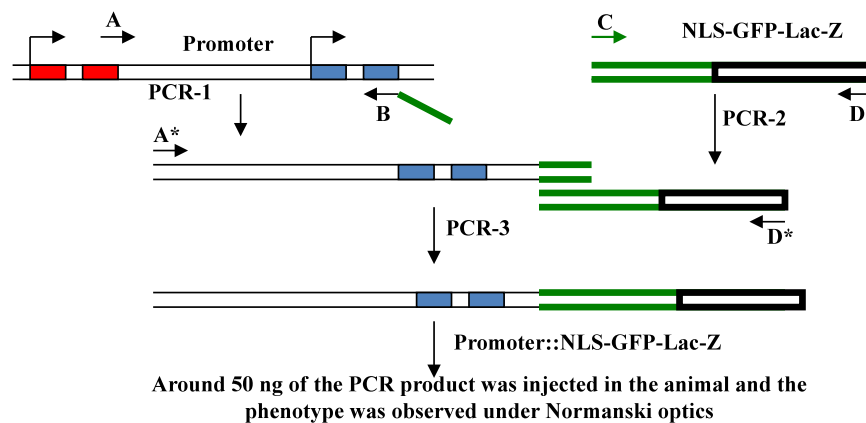 A
Promoter
C
NLS-GFP-Lac-Z
PCR-1
B
D
PCR-2
A*
PCR-3
D*
Promoter::NLS-GFP-Lac-Z
Around 50 ng of the PCR product was injected in the animal and the
phenotype was observed under Normanski optics